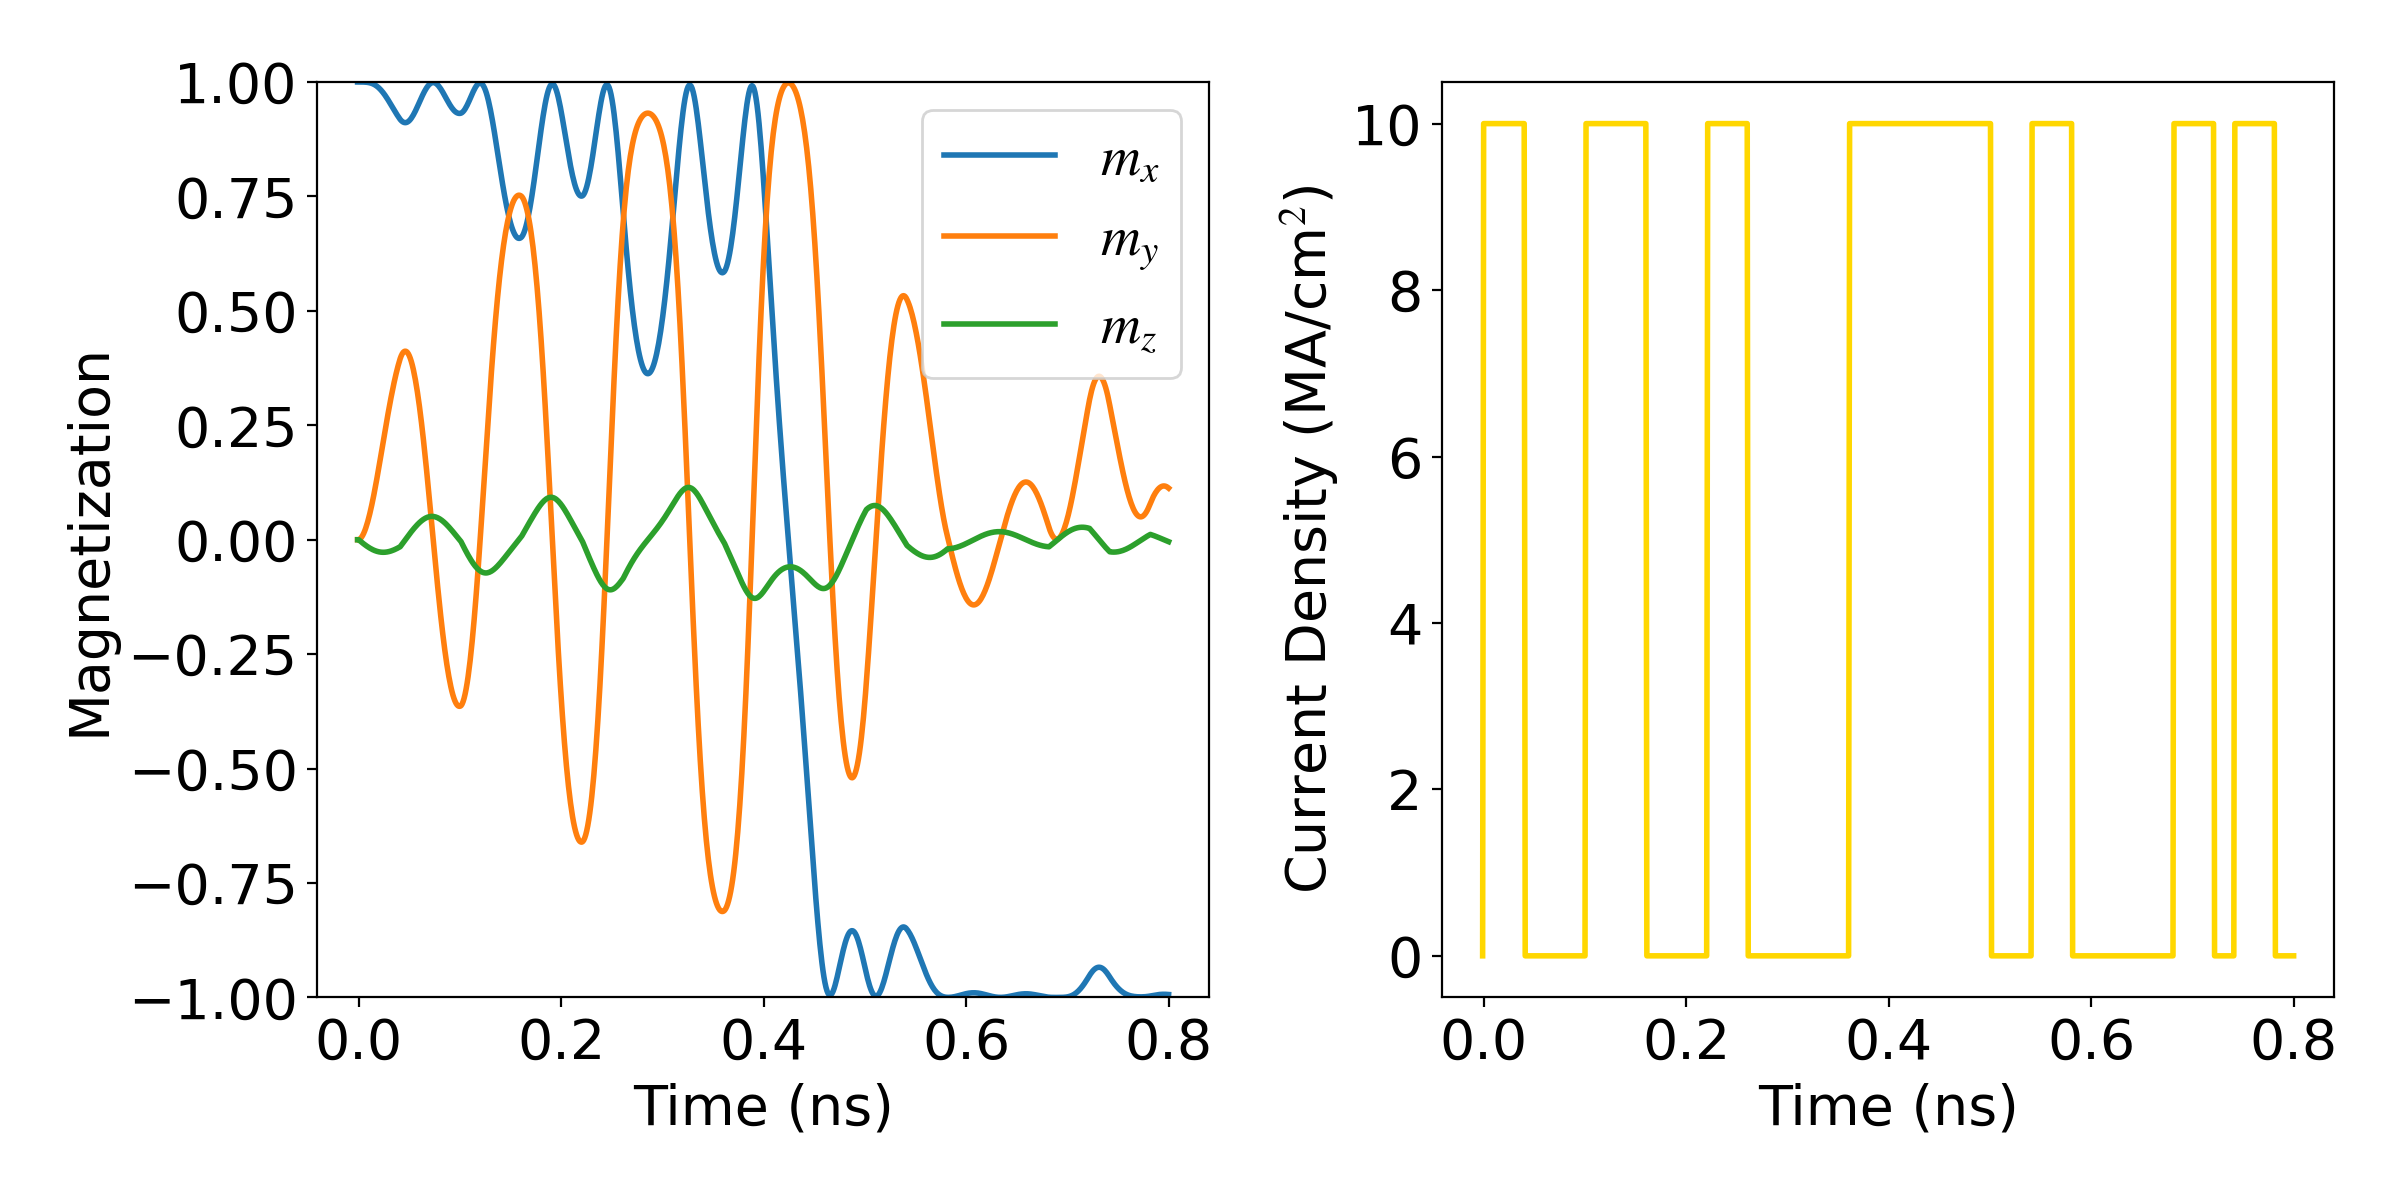 Magnetization
1.00
0.75
0.50
0.25
0.00
−0.25
−0.50
−0.75
−1.00
0.0 0.2 0.4 0.6 0.8
Time (ns)
m_x
m_y
m_z
Current Density (MA/cm²)
10
8
6
4
2
0
0.0 0.2 0.4 0.6 0.8
Time (ns)